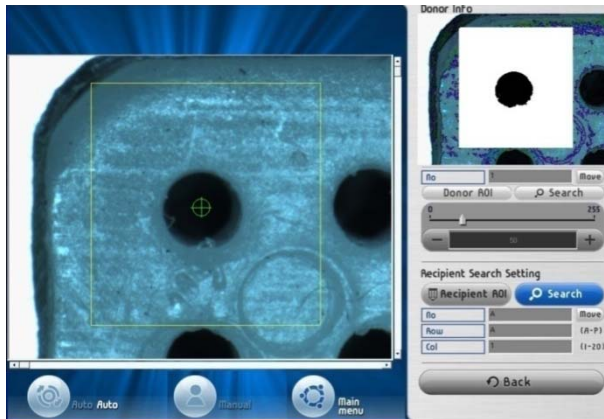 Donor Info
No 1 Move
Donor ROI Search
0 255
− 50 +
Recipient Search Setting
Recipient ROI Search
No A Move
Row A (A-P)
Col 1 (1-20)
Back
Auto Auto Manual Main
menu